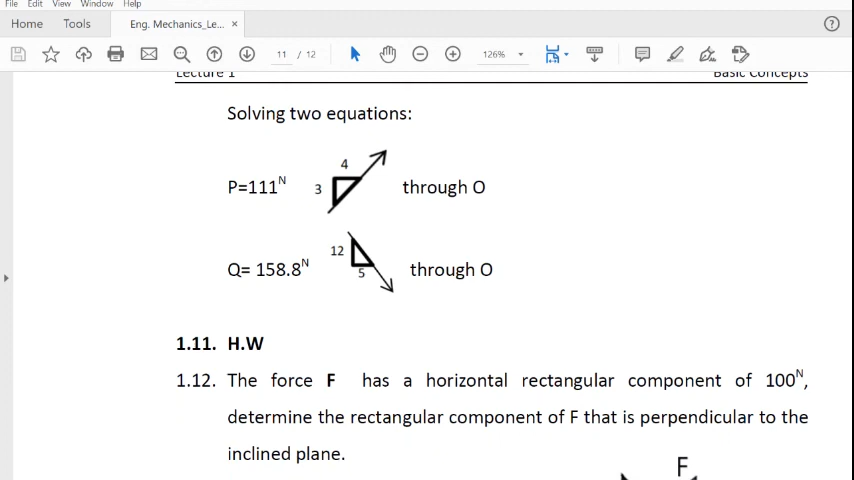 File Edit View Window Help
Home Tools Eng. Mechanics_Le... × ?
11 / 12 126%
Lecture 1 Basic Concepts
Solving two equations:
4
P=111N 3 through O
12
Q= 158.8N 5 through O
1.11. H.W
1.12. The force F has a horizontal rectangular component of 100N,
determine the rectangular component of F that is perpendicular to the
inclined plane.
F